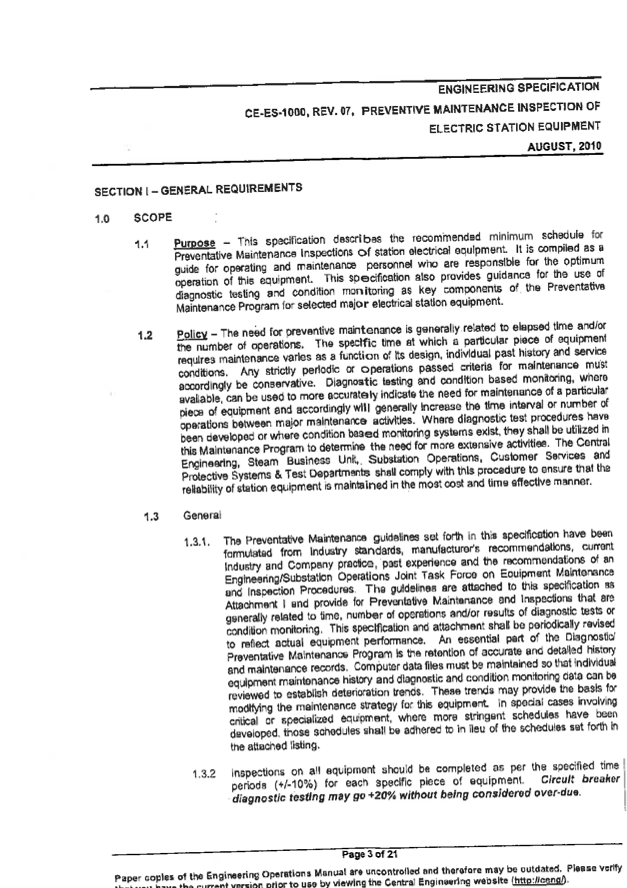 ENGINEERING SPECIFICATION
CE-ES-1000, REV. 07, PREVENTIVE MAINTENANCE INSPECTION OF
ELECTRIC STATION EQUIPMENT
AUGUST, 2010
SECTION I – GENERAL REQUIREMENTS
1.0 SCOPE
1.1 Purpose – This specification describes the recommended minimum schedule for
Preventative Maintenance Inspections of station electrical equipment. It is compiled as a
guide for operating and maintenance personnel who are responsible for the optimum
operation of this equipment. This specification also provides guidance for the use of
diagnostic testing and condition monitoring as key components of the Preventative
Maintenance Program for selected major electrical station equipment.
1.2 Policy – The need for preventive maintenance is generally related to elapsed time and/or
the number of operations. The specific time at which a particular piece of equipment
requires maintenance varies as a function of its design, individual past history and service
conditions. Any strictly periodic or operations passed criteria for maintenance must
accordingly be conservative. Diagnostic testing and condition based monitoring, where
available, can be used to more accurately indicate the need for maintenance of a particular
piece of equipment and accordingly will generally increase the time interval or number of
operations between major maintenance activities. Where diagnostic test procedures have
been developed or where condition based monitoring systems exist, they shall be utilized in
this Maintenance Program to determine the need for more extensive activities. The Central
Engineering, Steam Business Unit, Substation Operations, Customer Services and
Protective Systems & Test Departments shall comply with this procedure to ensure that the
reliability of station equipment is maintained in the most cost and time effective manner.
1.3 General
1.3.1. The Preventative Maintenance guidelines set forth in this specification have been
formulated from industry standards, manufacturer's recommendations, current
Industry and Company practice, past experience and the recommendations of an
Engineering/Substation Operations Joint Task Force on Equipment Maintenance
and Inspection Procedures. The guidelines are attached to this specification as
Attachment I and provide for Preventative Maintenance and Inspections that are
generally related to time, number of operations and/or results of diagnostic tests or
condition monitoring. This specification and attachment shall be periodically revised
to reflect actual equipment performance. An essential part of the Diagnostic/
Preventative Maintenance Program is the retention of accurate and detailed history
and maintenance records. Computer data files must be maintained so that individual
equipment maintenance history and diagnostic and condition monitoring data can be
reviewed to establish deterioration trends. These trends may provide the basis for
modifying the maintenance strategy for this equipment. In special cases involving
critical or specialized equipment, where more stringent schedules have been
developed, those schedules shall be adhered to in lieu of the schedules set forth in
the attached listing.
1.3.2 Inspections on all equipment should be completed as per the specified time
periods (+/-10%) for each specific piece of equipment. Circuit breaker
diagnostic testing may go +20% without being considered over-due.
Page 3 of 21
Paper copies of the Engineering Operations Manual are uncontrolled and therefore may be outdated. Please verify
that you have the current version prior to use by viewing the Central Engineering website (http://ceng/).